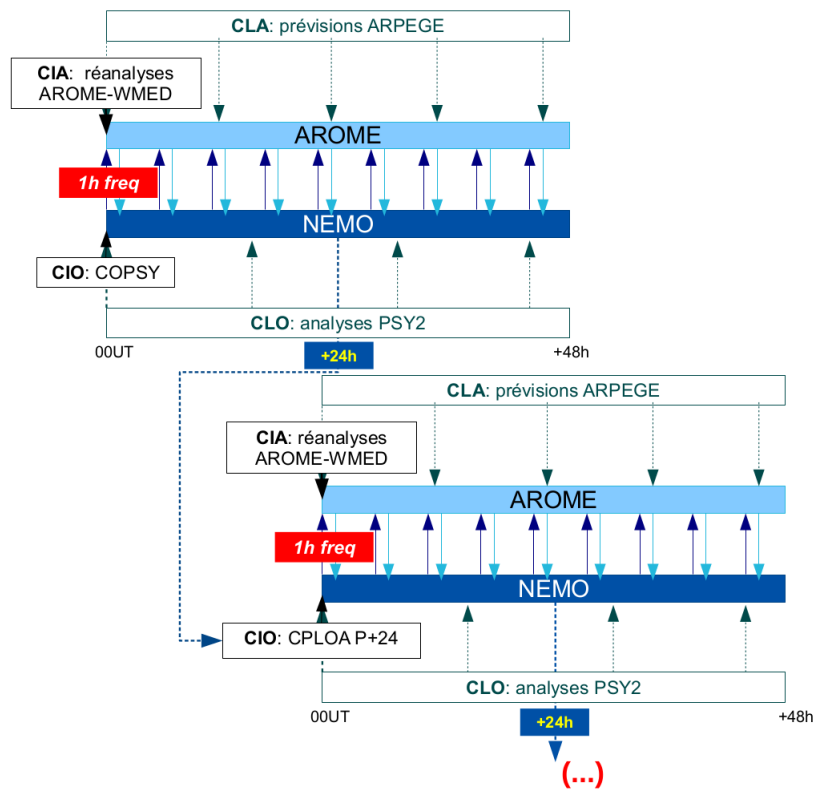 CLA: prévisions ARPEGE
CIA: réanalyses
AROME-WMED
AROME
1h freq
NEMO
CIO: COPSY
CLO: analyses PSY2
00UT
+24h
+48h
CLA: prévisions ARPEGE
CIA: réanalyses
AROME-WMED
AROME
1h freq
NEMO
CIO: CPLOA P+24
CLO: analyses PSY2
00UT
+24h
+48h
(...)